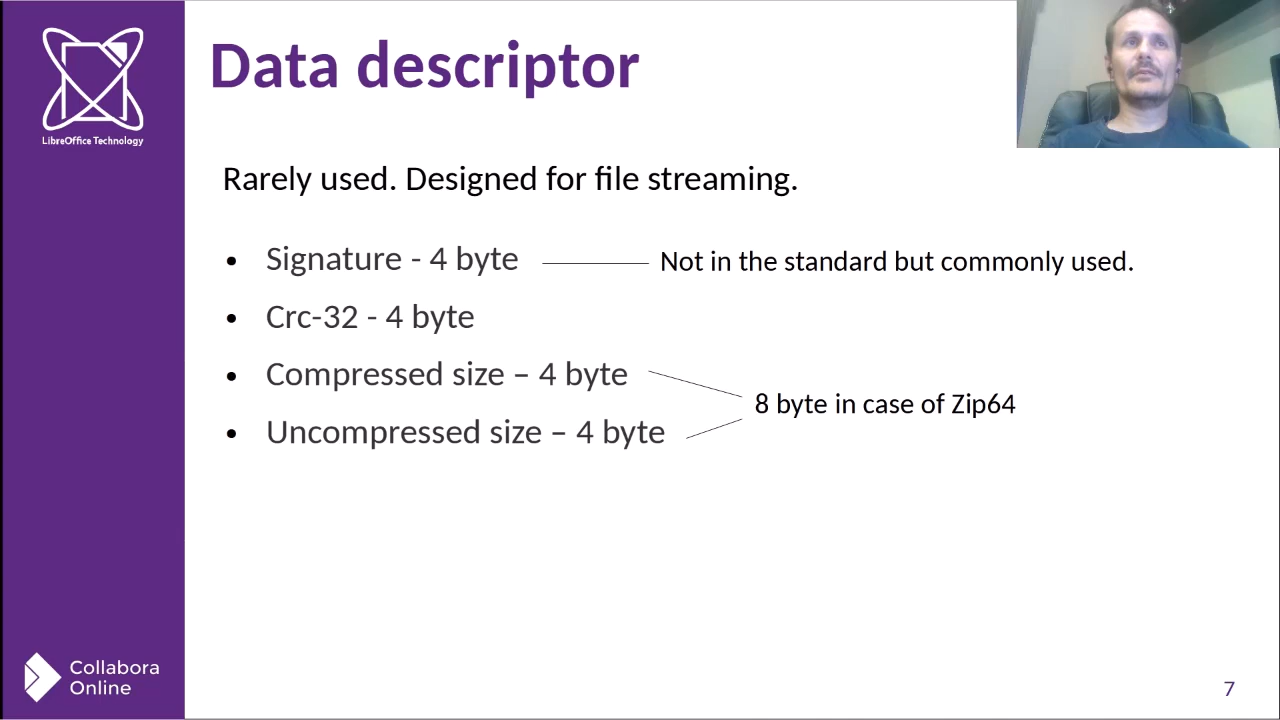 Data descriptor
LibreOffice Technology
Rarely used. Designed for file streaming.
• Signature - 4 byte
Not in the standard but commonly used.
• Crc-32 - 4 byte
• Compressed size – 4 byte
8 byte in case of Zip64
• Uncompressed size – 4 byte
Collabora
Online
7